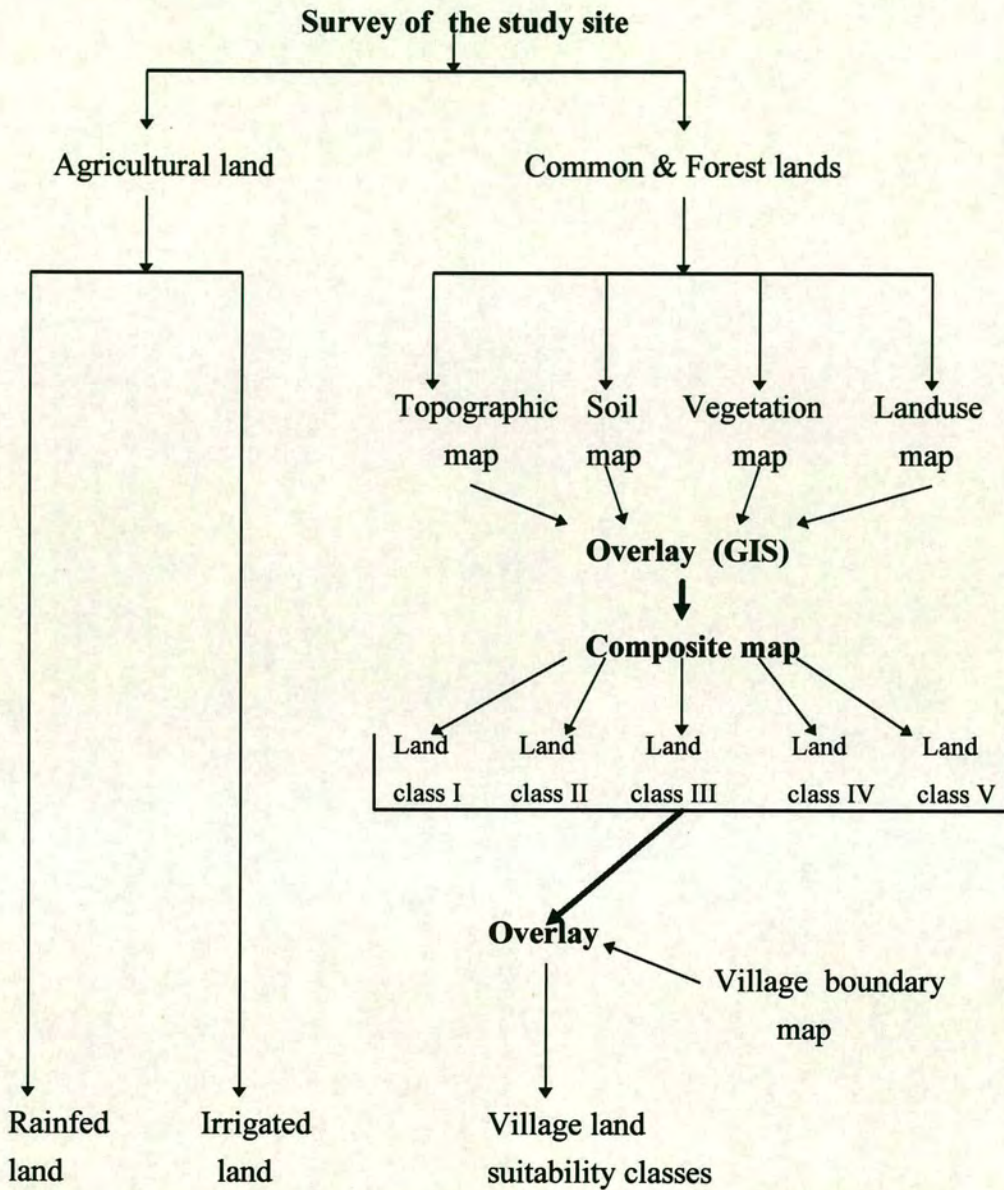 Survey of the study site
Agricultural land
Common & Forest lands
Topographic map
Soil map
Vegetation map
Landuse map
Overlay (GIS)
Composite map
Land class I
Land class II
Land class III
Land class IV
Land class V
Overlay
Village boundary map
Rainfed land
Irrigated land
Village land suitability classes